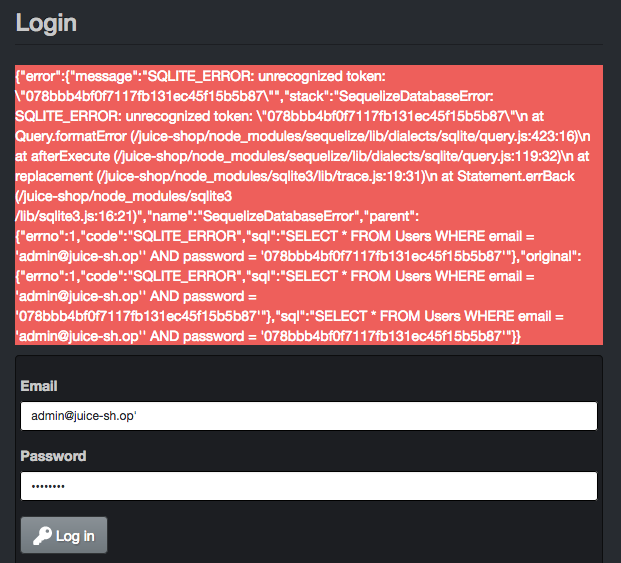 Login
{"error":{"message":"SQLITE_ERROR: unrecognized token:
\"078bbb4bf0f7117fb131ec45f15b5b87\"","stack":"SequelizeDatabaseError:
SQLITE_ERROR: unrecognized token: \"078bbb4bf0f7117fb131ec45f15b5b87\"\n at
Query.formatError (/juice-shop/node_modules/sequelize/lib/dialects/sqlite/query.js:423:16)\n
at afterExecute (/juice-shop/node_modules/sequelize/lib/dialects/sqlite/query.js:119:32)\n at
replacement (/juice-shop/node_modules/sqlite3/lib/trace.js:19:31)\n at Statement.errBack
(/juice-shop/node_modules/sqlite3
/lib/sqlite3.js:16:21)","name":"SequelizeDatabaseError","parent":
{"errno":1,"code":"SQLITE_ERROR","sql":"SELECT * FROM Users WHERE email =
'admin@juice-sh.op'' AND password = '078bbb4bf0f7117fb131ec45f15b5b87'"},"original":
{"errno":1,"code":"SQLITE_ERROR","sql":"SELECT * FROM Users WHERE email =
'admin@juice-sh.op'' AND password =
'078bbb4bf0f7117fb131ec45f15b5b87'"},"sql":"SELECT * FROM Users WHERE email =
'admin@juice-sh.op'' AND password = '078bbb4bf0f7117fb131ec45f15b5b87'"}}
Email
admin@juice-sh.op'
Password
••••••••
Log in